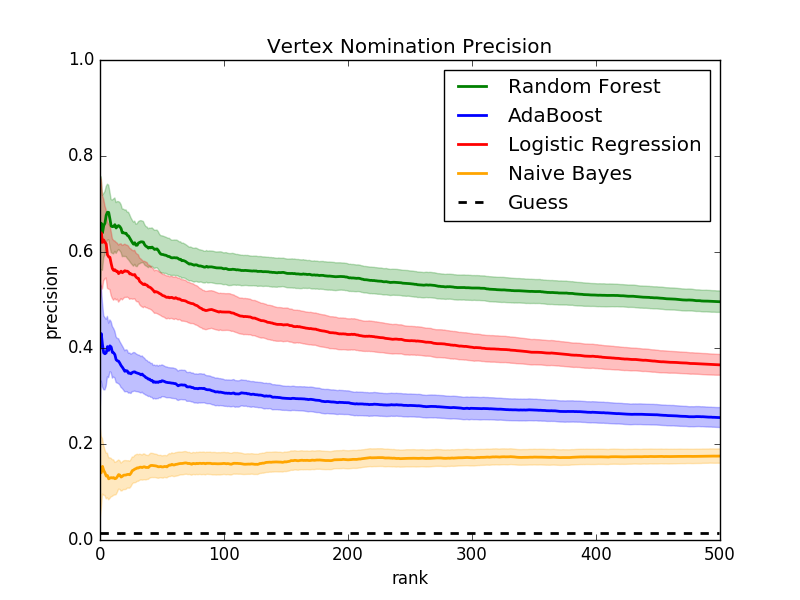 Vertex Nomination Precision
1.0
0.8
0.6
0.4
0.2
0.0
precision
Random Forest
AdaBoost
Logistic Regression
Naive Bayes
Guess
0 100 200 300 400 500
rank